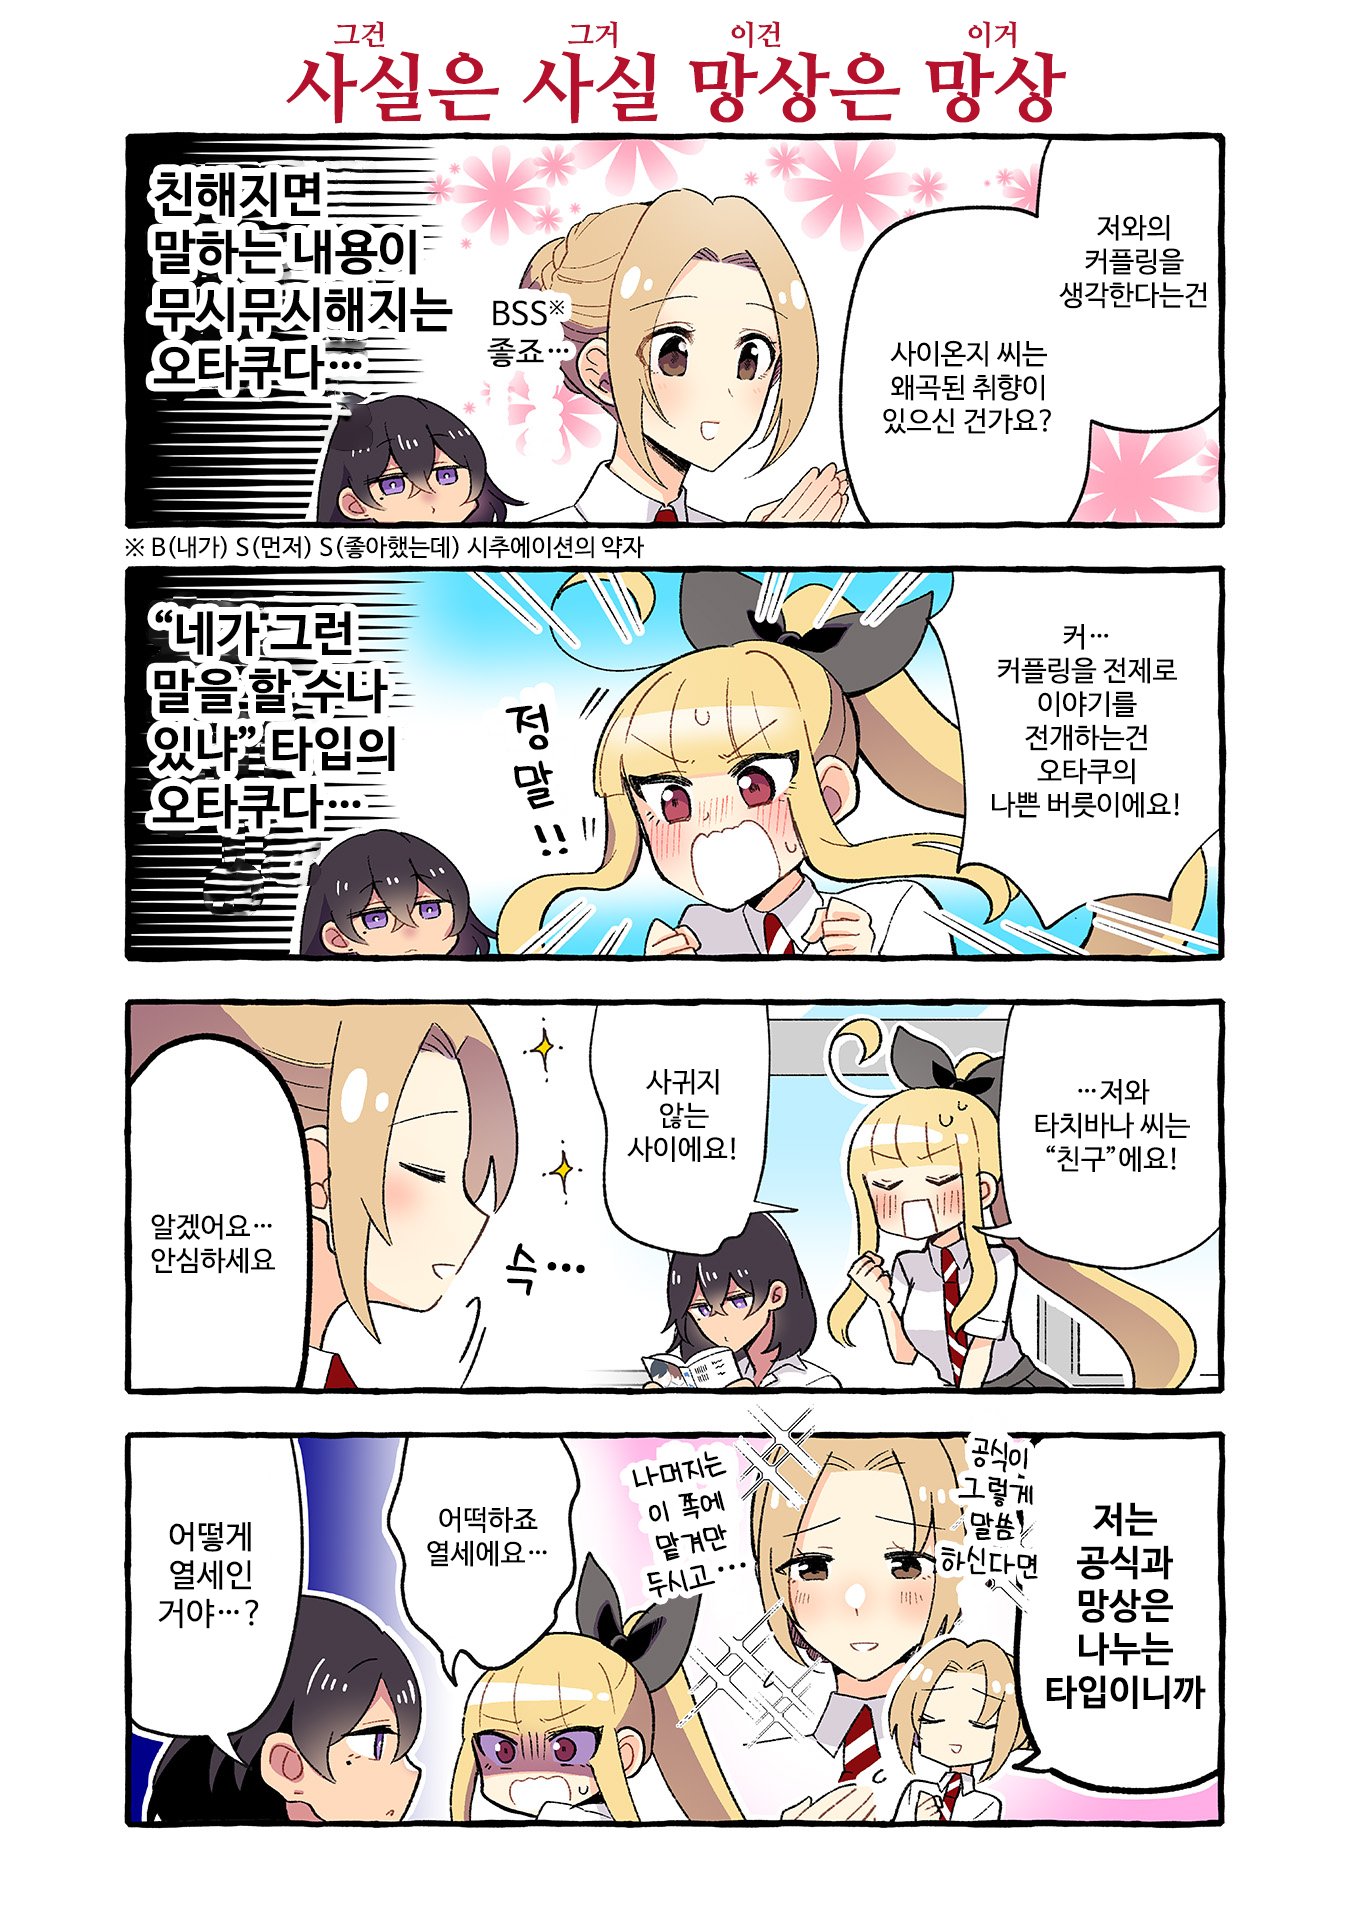 그건 그거 이건 이거
사실은 사실 망상은 망상
저와의
커플링을
생각한다는건
사이온지 씨는
왜곡된 취향이
있으신 건가요?
BSS※
좋죠…
친해지면
말하는 내용이
무시무시해지는
오타쿠다…
※ B(내가) S(먼저) S(좋아했는데) 시추에이션의 약자
커…
커플링을 전제로
이야기를
전개하는건
오타쿠의
나쁜 버릇이에요!
정
말!!
“네가 그런
말을 할 수나
있냐” 타입의
오타쿠다…
…저와
타치바나 씨는
“친구”에요!
사귀지
않는
사이에요!
슥…
알겠어요…
안심하세요
저는
공식과
망상은
나누는
타입이니까
공식이
그렇게
말씀
하신다면
나머지는
이 쪽에
맡겨만
두시고…
어떡하죠
열세에요…
어떻게
열세인
거야…?